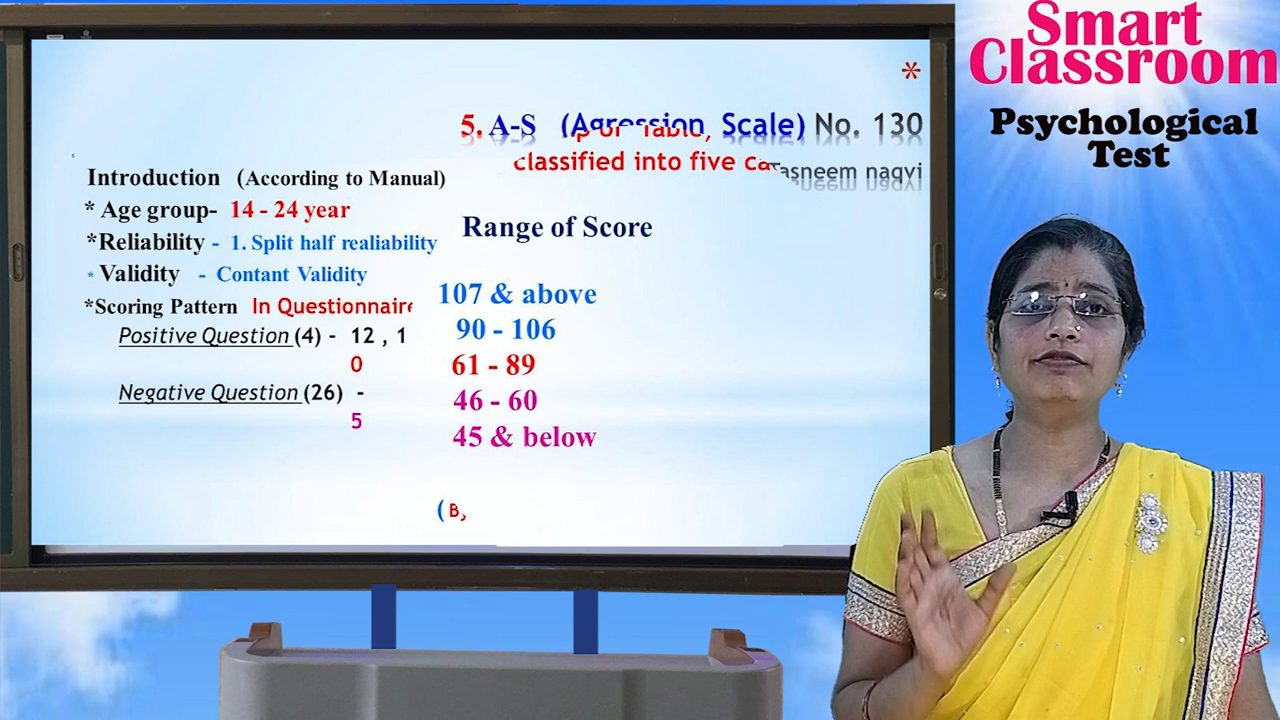 Smart
Classroom
Psychological
Test
*
5. A-S (Agression Scale) No. 130
classified into five ca
Tasneem naqvi
Introduction (According to Manual)
* Age group- 14 - 24 year
*Reliability - 1. Split half realiability
* Validity - Contant Validity
*Scoring Pattern In Questionnaire
Positive Question (4) - 12 , 1
0
Negative Question (26) -
5
Range of Score
107 & above
90 - 106
61 - 89
46 - 60
45 & below
( B,